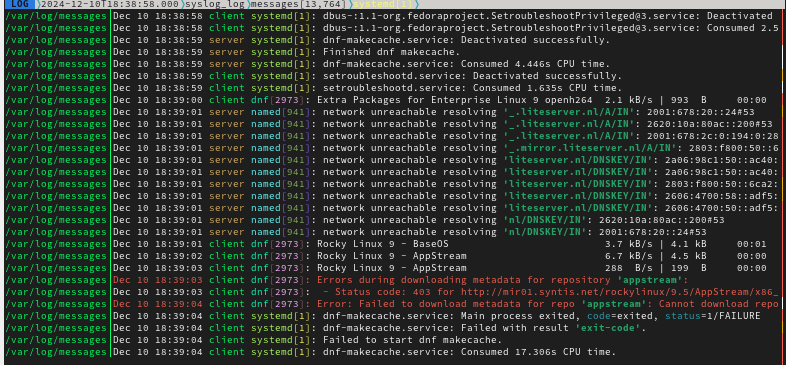 LOG 2024-12-10T18:38:58.000 syslog_log messages[13,764] systemd[1]
/var/log/messages Dec 10 18:38:58 client systemd[1]: dbus-:1.1-org.fedoraproject.SetroubleshootPrivileged@3.service: Deactivated
/var/log/messages Dec 10 18:38:58 client systemd[1]: dbus-:1.1-org.fedoraproject.SetroubleshootPrivileged@3.service: Consumed 2.5
/var/log/messages Dec 10 18:38:59 server systemd[1]: dnf-makecache.service: Deactivated successfully.
/var/log/messages Dec 10 18:38:59 server systemd[1]: Finished dnf makecache.
/var/log/messages Dec 10 18:38:59 server systemd[1]: dnf-makecache.service: Consumed 4.446s CPU time.
/var/log/messages Dec 10 18:38:59 client systemd[1]: setroubleshootd.service: Deactivated successfully.
/var/log/messages Dec 10 18:38:59 client systemd[1]: setroubleshootd.service: Consumed 1.635s CPU time.
/var/log/messages Dec 10 18:39:00 client dnf[2973]: Extra Packages for Enterprise Linux 9 openh264 2.1 kB/s | 993 B 00:00
/var/log/messages Dec 10 18:39:01 server named[941]: network unreachable resolving '_.liteserver.nl/A/IN': 2001:678:20::24#53
/var/log/messages Dec 10 18:39:01 server named[941]: network unreachable resolving '_.liteserver.nl/A/IN': 2620:10a:80ac::200#53
/var/log/messages Dec 10 18:39:01 server named[941]: network unreachable resolving '_.liteserver.nl/A/IN': 2001:678:2c:0:194:0:28
/var/log/messages Dec 10 18:39:01 server named[941]: network unreachable resolving '_.mirror.liteserver.nl/A/IN': 2803:f800:50::6
/var/log/messages Dec 10 18:39:01 server named[941]: network unreachable resolving 'liteserver.nl/DNSKEY/IN': 2a06:98c1:50::ac40:
/var/log/messages Dec 10 18:39:01 server named[941]: network unreachable resolving 'liteserver.nl/DNSKEY/IN': 2a06:98c1:50::ac40:
/var/log/messages Dec 10 18:39:01 server named[941]: network unreachable resolving 'liteserver.nl/DNSKEY/IN': 2803:f800:50::6ca2:
/var/log/messages Dec 10 18:39:01 server named[941]: network unreachable resolving 'liteserver.nl/DNSKEY/IN': 2606:4700:58::adf5:
/var/log/messages Dec 10 18:39:01 server named[941]: network unreachable resolving 'liteserver.nl/DNSKEY/IN': 2606:4700:50::adf5:
/var/log/messages Dec 10 18:39:01 server named[941]: network unreachable resolving 'nl/DNSKEY/IN': 2620:10a:80ac::200#53
/var/log/messages Dec 10 18:39:01 server named[941]: network unreachable resolving 'nl/DNSKEY/IN': 2001:678:20::24#53
/var/log/messages Dec 10 18:39:01 client dnf[2973]: Rocky Linux 9 - BaseOS 3.7 kB/s | 4.1 kB 00:01
/var/log/messages Dec 10 18:39:02 client dnf[2973]: Rocky Linux 9 - AppStream 6.7 kB/s | 4.5 kB 00:00
/var/log/messages Dec 10 18:39:03 client dnf[2973]: Rocky Linux 9 - AppStream 288 B/s | 199 B 00:00
/var/log/messages Dec 10 18:39:03 client dnf[2973]: Errors during downloading metadata for repository 'appstream':
/var/log/messages Dec 10 18:39:03 client dnf[2973]: - Status code: 403 for http://mir01.syntis.net/rockylinux/9.5/AppStream/x86_
/var/log/messages Dec 10 18:39:04 client dnf[2973]: Error: Failed to download metadata for repo 'appstream': Cannot download repo
/var/log/messages Dec 10 18:39:04 client systemd[1]: dnf-makecache.service: Main process exited, code=exited, status=1/FAILURE
/var/log/messages Dec 10 18:39:04 client systemd[1]: dnf-makecache.service: Failed with result 'exit-code'.
/var/log/messages Dec 10 18:39:04 client systemd[1]: Failed to start dnf makecache.
/var/log/messages Dec 10 18:39:04 client systemd[1]: dnf-makecache.service: Consumed 17.306s CPU time.